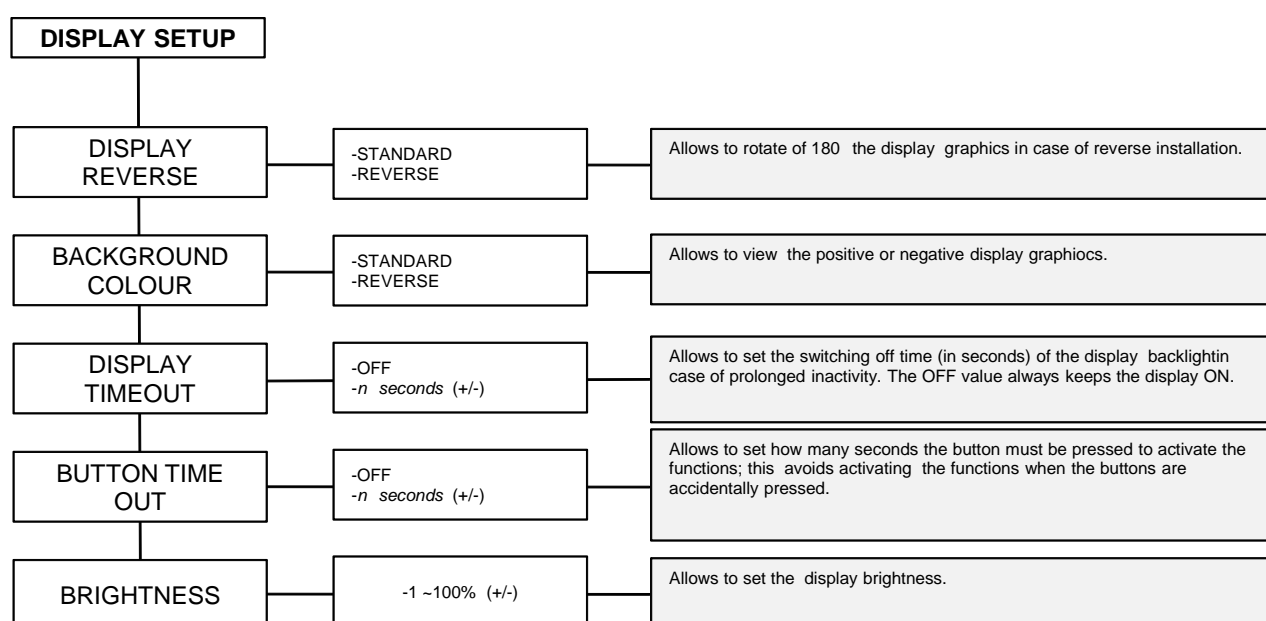 DISPLAY SETUP
DISPLAY
REVERSE
-STANDARD
-REVERSE
Allows to rotate of 180 the display graphics in case of reverse installation.
BACKGROUND
COLOUR
-STANDARD
-REVERSE
Allows to view the positive or negative display graphiocs.
DISPLAY
TIMEOUT
-OFF
-n seconds (+/-)
Allows to set the switching off time (in seconds) of the display backlightin
case of prolonged inactivity. The OFF value always keeps the display ON.
BUTTON TIME
OUT
-OFF
-n seconds (+/-)
Allows to set how many seconds the button must be pressed to activate the
functions; this avoids activating the functions when the buttons are
accidentally pressed.
BRIGHTNESS
-1 ~100% (+/-)
Allows to set the display brightness.